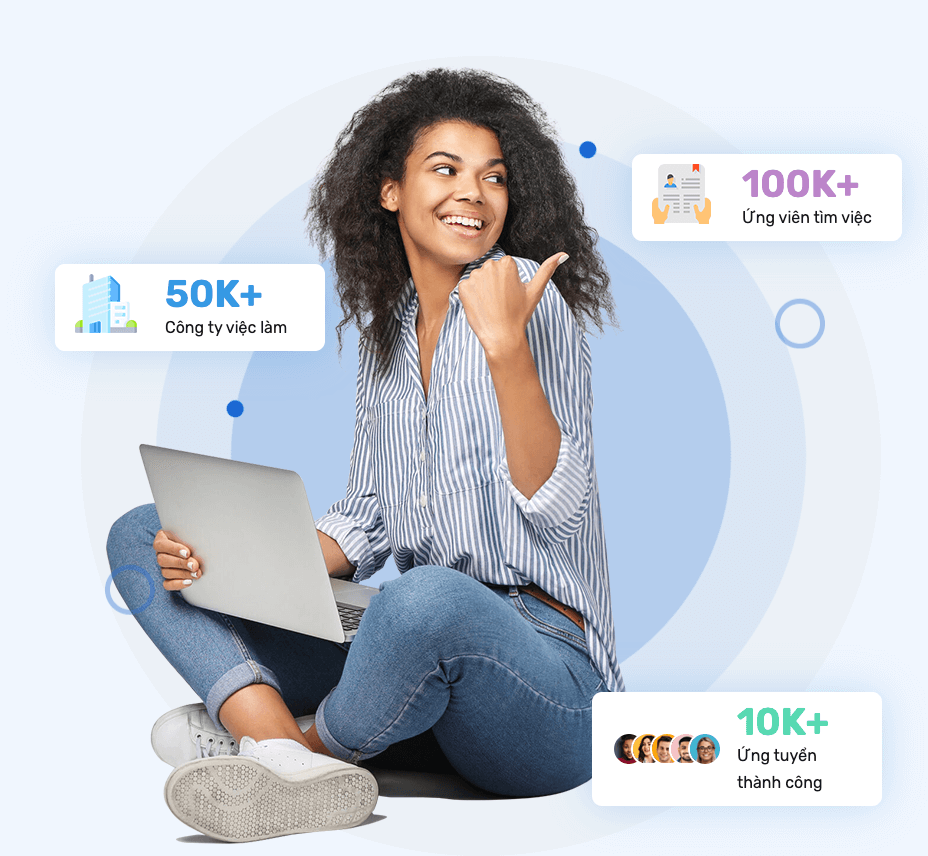 100K+
Ứng viên tìm việc
50K+
Công ty việc làm
10K+
Ứng tuyển
thành công